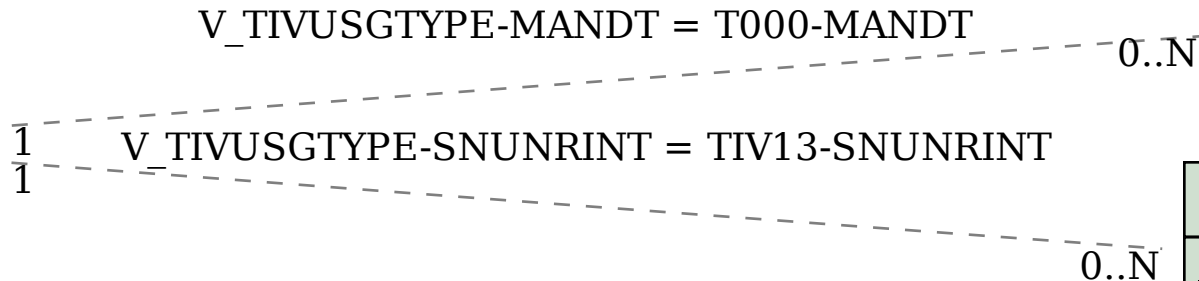 V_TIVUSGTYPE-MANDT = T000-MANDT
0..N
1
V_TIVUSGTYPE-SNUNRINT = TIV13-SNUNRINT
1
0..N